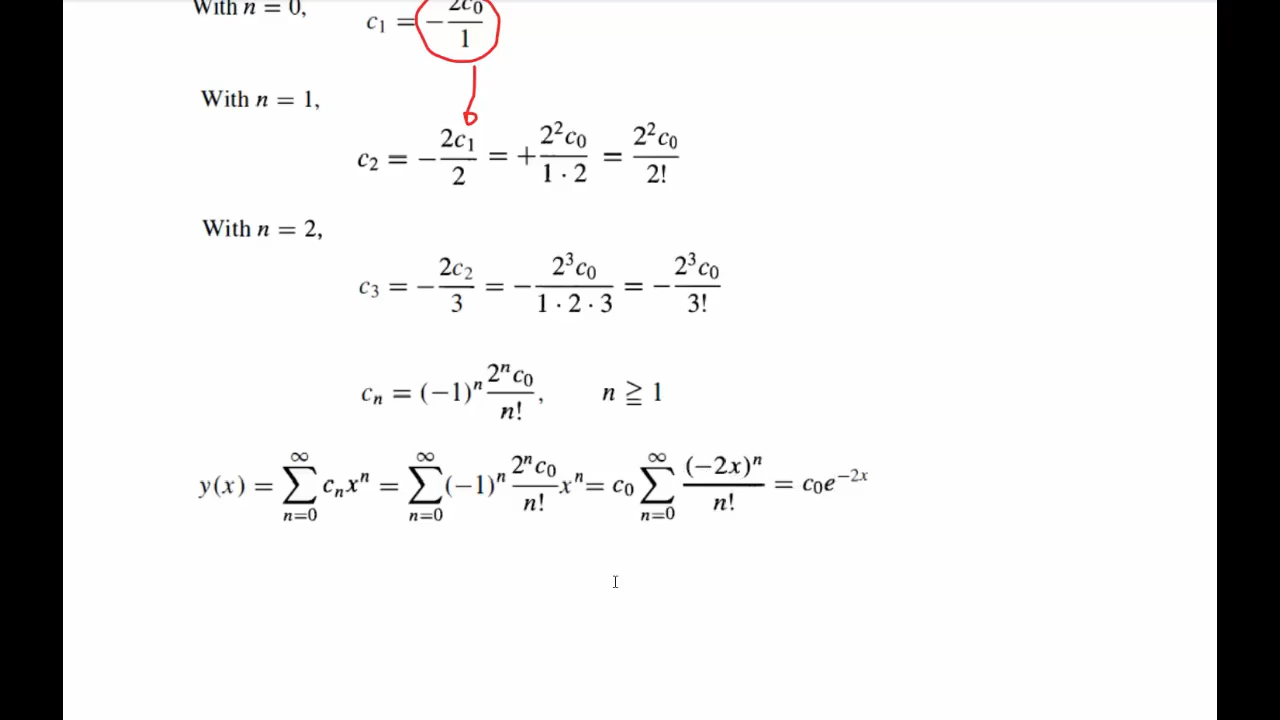 With n = 0,
c₁ = −2c₀/1
With n = 1,
c₂ = −2c₁/2 = +2²c₀/1 · 2 = 2²c₀/2!
With n = 2,
c₃ = −2c₂/3 = −2³c₀/1 · 2 · 3 = −2³c₀/3!
cₙ = (−1)ⁿ 2ⁿc₀/n!, n ≧ 1
y(x) = ∑_{n=0}^{∞} cₙxⁿ = ∑_{n=0}^{∞} (−1)ⁿ 2ⁿc₀/n! xⁿ = c₀ ∑_{n=0}^{∞} (−2x)ⁿ/n! = c₀e⁻²ˣ